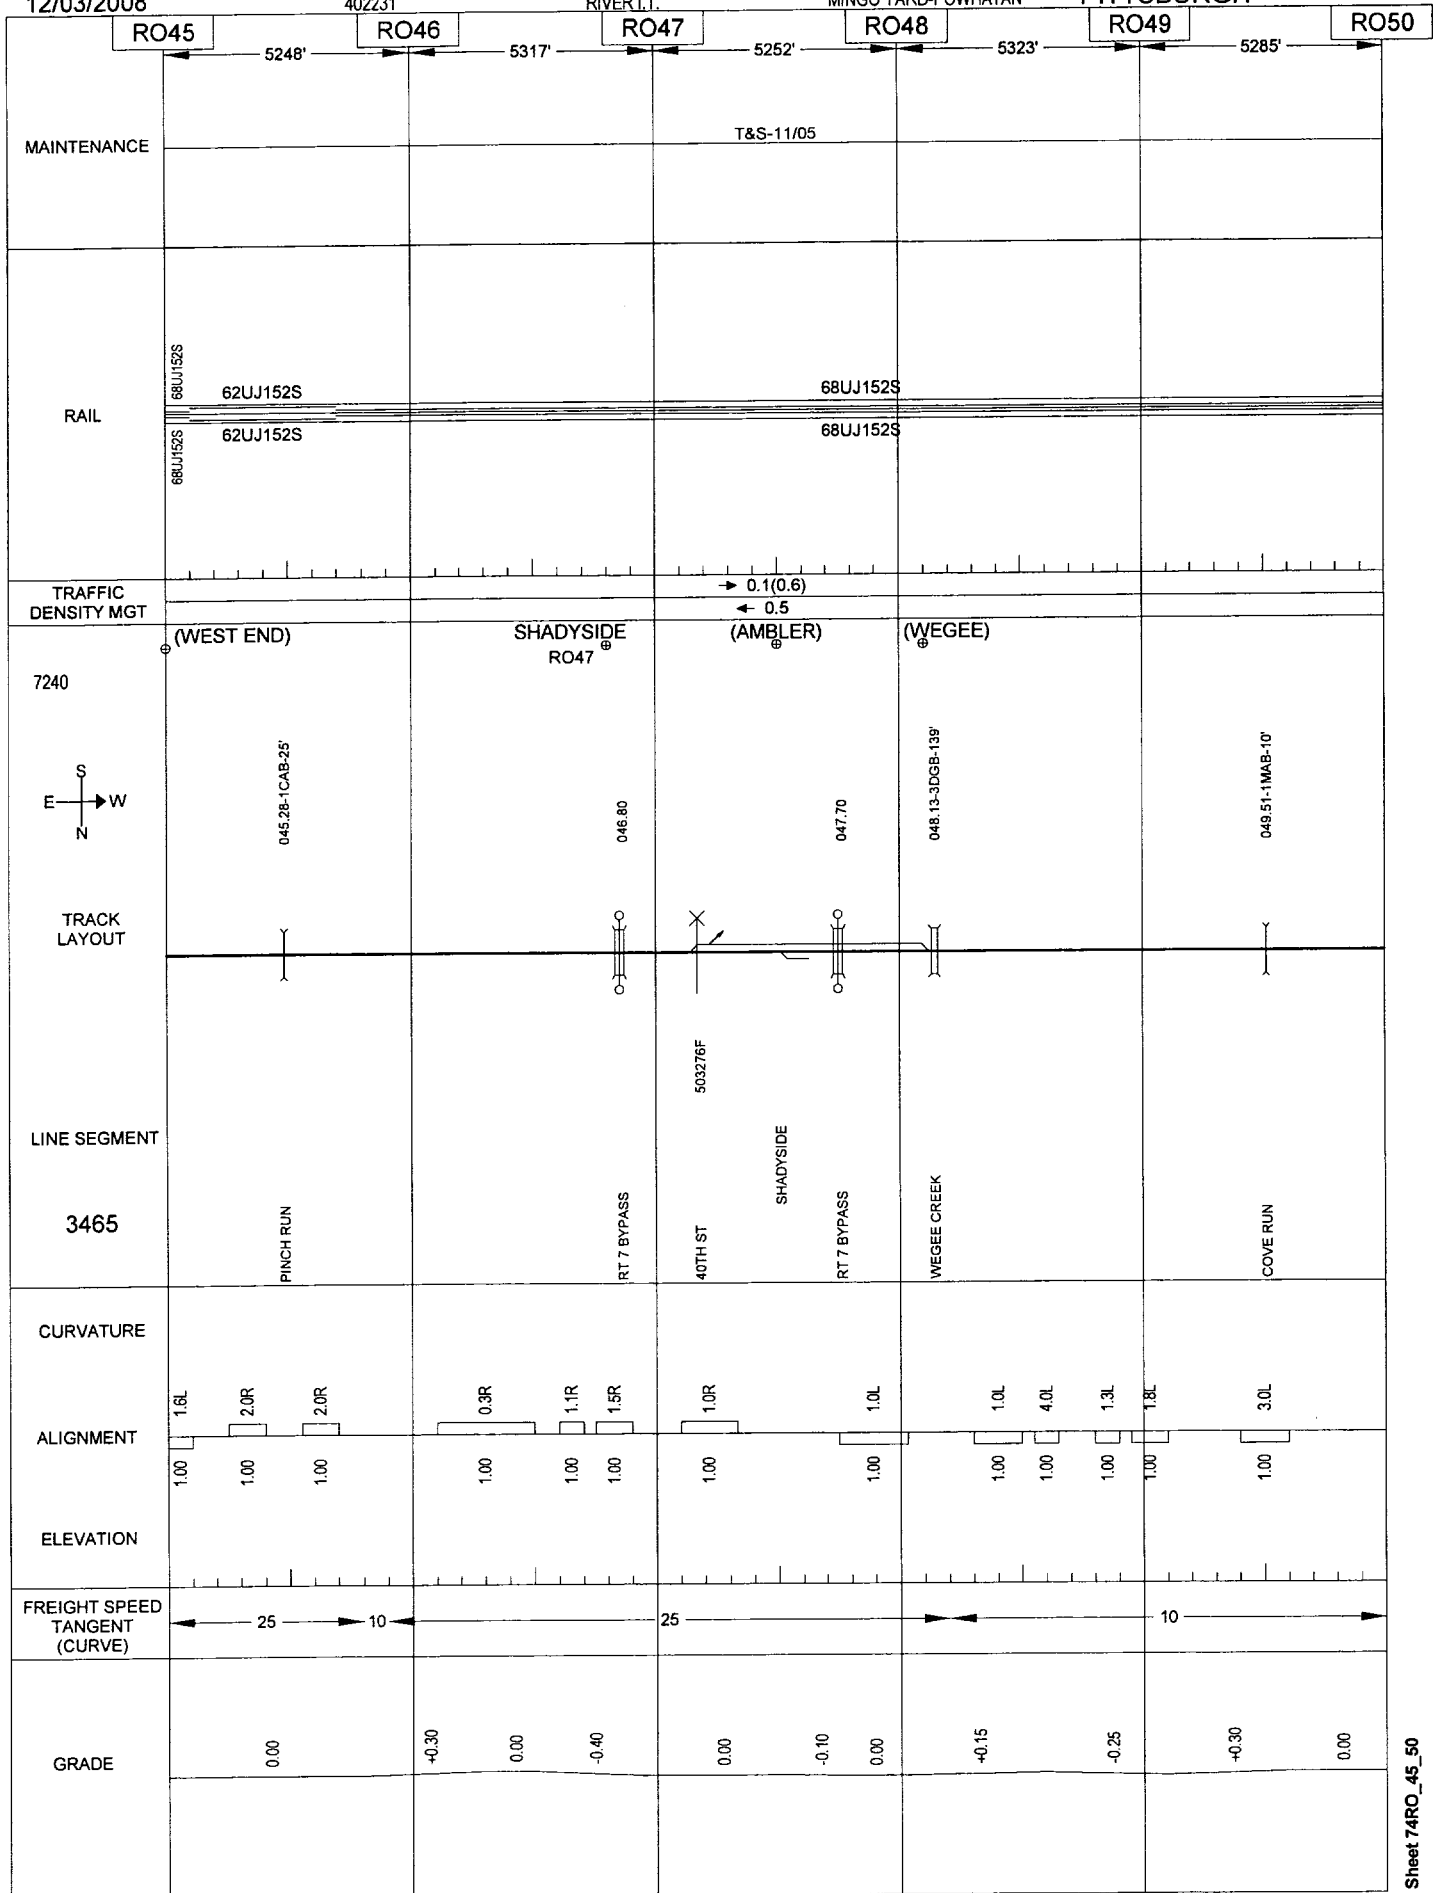 12/03/2008 402231 RIVER I.T. MINGO YARD-POWHATAN PITTSBURGH
RO45 RO46 RO47 RO48 RO49 RO50
5248' 5317' 5252' 5323' 5285'
MAINTENANCE
T&S-11/05
RAIL
68UJ152S
62UJ152S
68UJ152S
68UJ152S
62UJ152S
68UJ152S
TRAFFIC
DENSITY MGT
0.1(0.6)
0.5
(WEST END) SHADYSIDE (AMBLER) (WEGEE)
RO47
7240
S
E W
N
045.28-1CAB-25'
046.80
047.70
048.13-3DGB-139'
049.51-1MAB-10'
TRACK
LAYOUT
503276F
LINE SEGMENT
3465
PINCH RUN
RT 7 BYPASS
40TH ST
SHADYSIDE
RT 7 BYPASS
WEGEE CREEK
COVE RUN
CURVATURE
1.6L 2.0R 2.0R 0.3R 1.1R 1.5R 1.0R 1.0L 1.0L 4.0L 1.3L 1.8L 3.0L
ALIGNMENT
1.00 1.00 1.00 1.00 1.00 1.00 1.00 1.00 1.00 1.00 1.00 1.00 1.00
ELEVATION
FREIGHT SPEED
TANGENT
(CURVE)
25 10 25 10
GRADE
0.00 +0.30 0.00 -0.40 0.00 -0.10 0.00 +0.15 -0.25 +0.30 0.00
Sheet 74RO_45_50